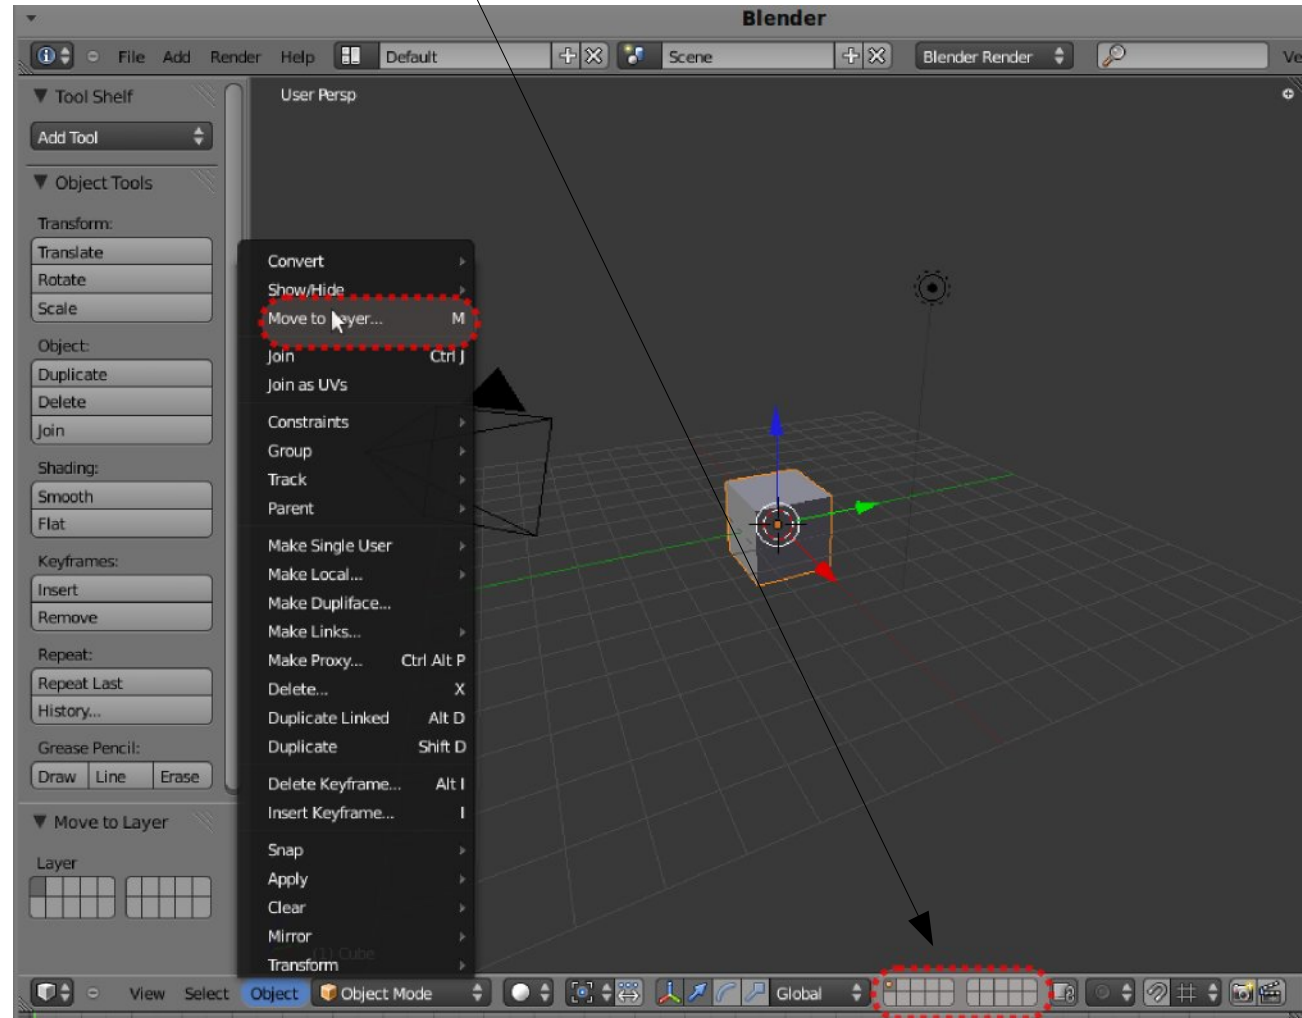 Blender
File Add Render Help Default Scene Blender Render Ve
Tool Shelf
Add Tool
Object Tools
Transform:
Translate
Rotate
Scale
Object:
Duplicate
Delete
Join
Shading:
Smooth
Flat
Keyframes:
Insert
Remove
Repeat:
Repeat Last
History...
Grease Pencil:
Draw Line Erase
Move to Layer
Layer
User Persp
Convert
Show/Hide
Move to Layer... M
Join Ctrl J
Join as UVs
Constraints
Group
Track
Parent
Make Single User
Make Local...
Make Dupliface...
Make Links...
Make Proxy... Ctrl Alt P
Delete... X
Duplicate Linked Alt D
Duplicate Shift D
Delete Keyframe... Alt I
Insert Keyframe... I
Snap
Apply
Clear
Mirror
(1) Cube
Transform
View Select Object Object Mode Global